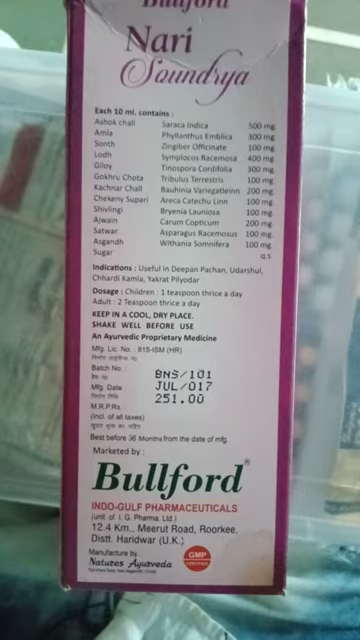 Bullford
Nari
Soundrya
Each 10 ml. contains :
Ashok chall Saraca Indica 500 mg.
Amla Phyllanthus Emblica 300 mg.
Sonth Zingiber Officinate 100 mg.
Lodh Symplocos Racemosa 400 mg.
Giloy Tinospora Cordifolia 300 mg.
Gokhru Chota Tribulus Terrestris 100 mg.
Kachnar Chall Bauhinia Variegatleinn 200 mg.
Chekeny Supari Areca Catechu Linn 100 mg.
Shivlingi Bryenia Launiosa 100 mg.
Ajwain Carum Copticum 200 mg.
Satwar Asparagus Racemosus 100 mg.
Asgandh Withania Somnifera 100 mg.
Sugar q.s.
Indications : Useful in Deepan Pachan, Udarshul,
Chhardi Kamla, Yakrat Pilyodar
Dosage : Children : 1 teaspoon thrice a day
Adult : 2 Teaspoon thrice a day
KEEP IN A COOL, DRY PLACE.
SHAKE WELL BEFORE USE
An Ayurvedic Proprietary Medicine
Mfg. Lic. No. : 815-ISM (HR)
Batch No. : BNS/101
Mfg. Date JUL/017
M.R.P.Rs. 251.00
(Incl. of all taxes)
Best before 36 Months from the date of mfg.
Marketed by :
Bullford®
INDO-GULF PHARMACEUTICALS
(unit of I. G. Pharma. Ltd.)
12.4 Km., Meerut Road, Roorkee,
Distt. Haridwar (U.K.)
Manufacture by..
Natures Ayurveda
GMP
CERTIFIED